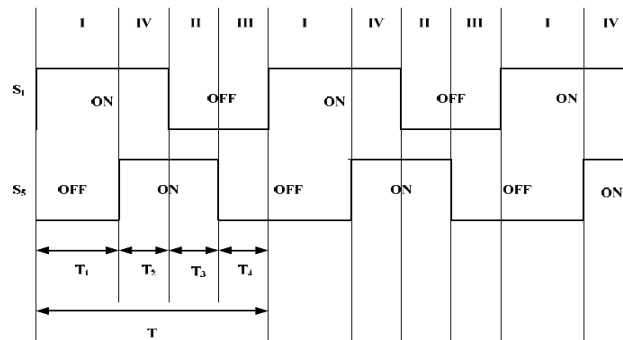 I IV II III I IV II III I IV
S₁ ON OFF ON OFF ON
S₅ OFF ON OFF ON OFF ON
T₁ T₂ T₃ T₄
T